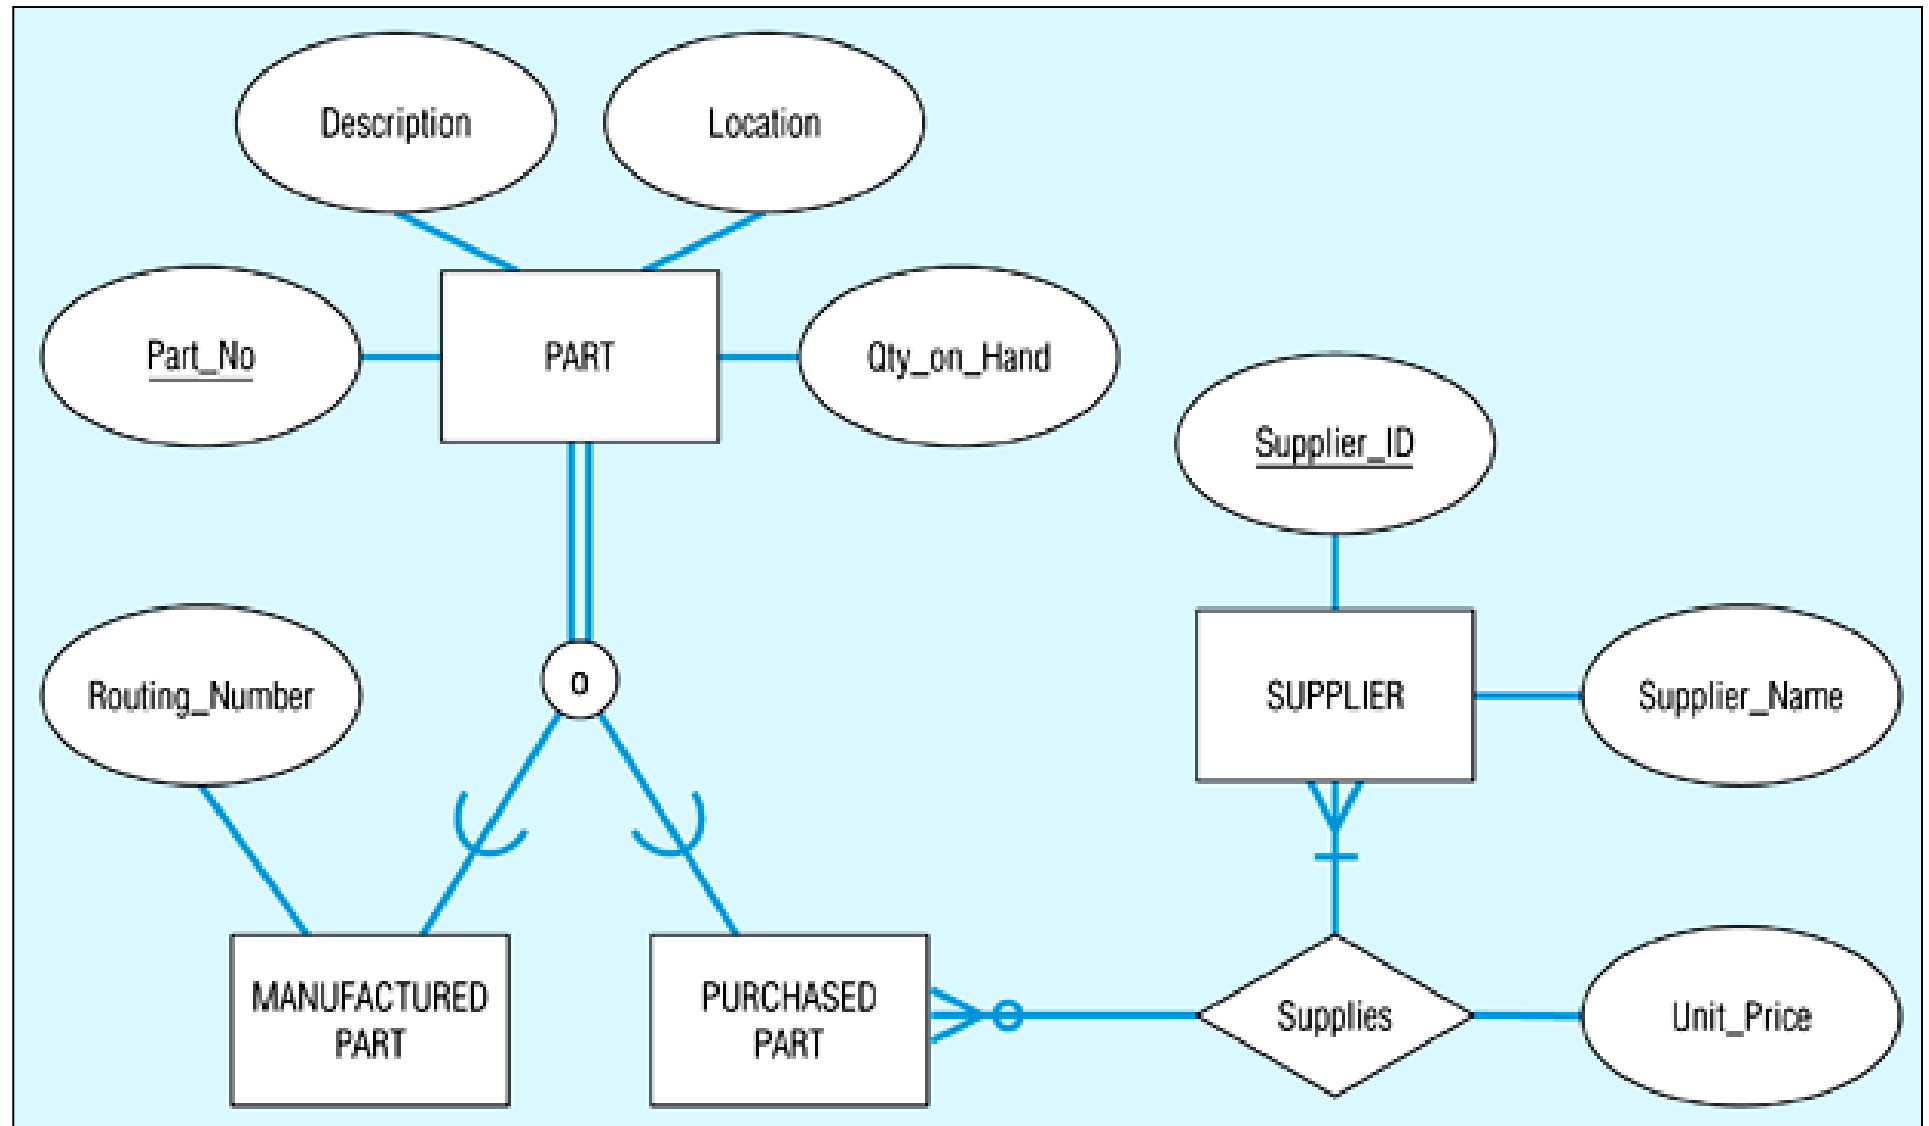 Description
Location
Part_No
PART
Qty_on_Hand
Supplier_ID
Routing_Number
o
SUPPLIER
Supplier_Name
MANUFACTURED
PART
PURCHASED
PART
Supplies
Unit_Price